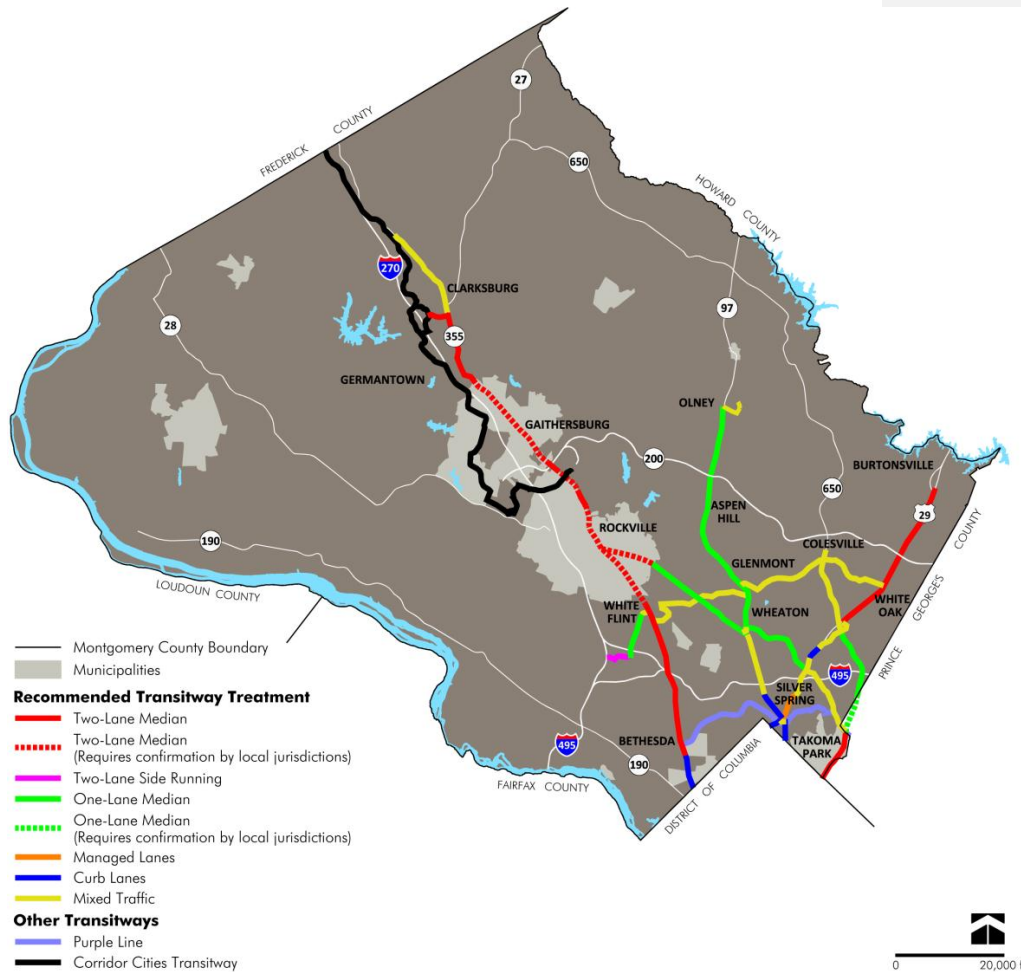 27
FREDERICK COUNTY
650
HOWARD COUNTY
270
CLARKSBURG
97
28
355
GERMANTOWN
OLNEY
GAITHERSBURG
200
BURTONSVILLE
650
29
ASPEN
HILL
ROCKVILLE
COLESVILLE
190
GLENMONT
LOUDOUN COUNTY
WHITE
FLINT
WHEATON
WHITE
OAK
PRINCE GEORGES COUNTY
495
SILVER
SPRING
BETHESDA
495
190
TAKOMA
PARK
FAIRFAX COUNTY
DISTRICT OF COLUMBIA
Montgomery County Boundary
Municipalities
Recommended Transitway Treatment
Two-Lane Median
Two-Lane Median
(Requires confirmation by local jurisdictions)
Two-Lane Side Running
One-Lane Median
One-Lane Median
(Requires confirmation by local jurisdictions)
Managed Lanes
Curb Lanes
Mixed Traffic
Other Transitways
Purple Line
Corridor Cities Transitway
0 20,000